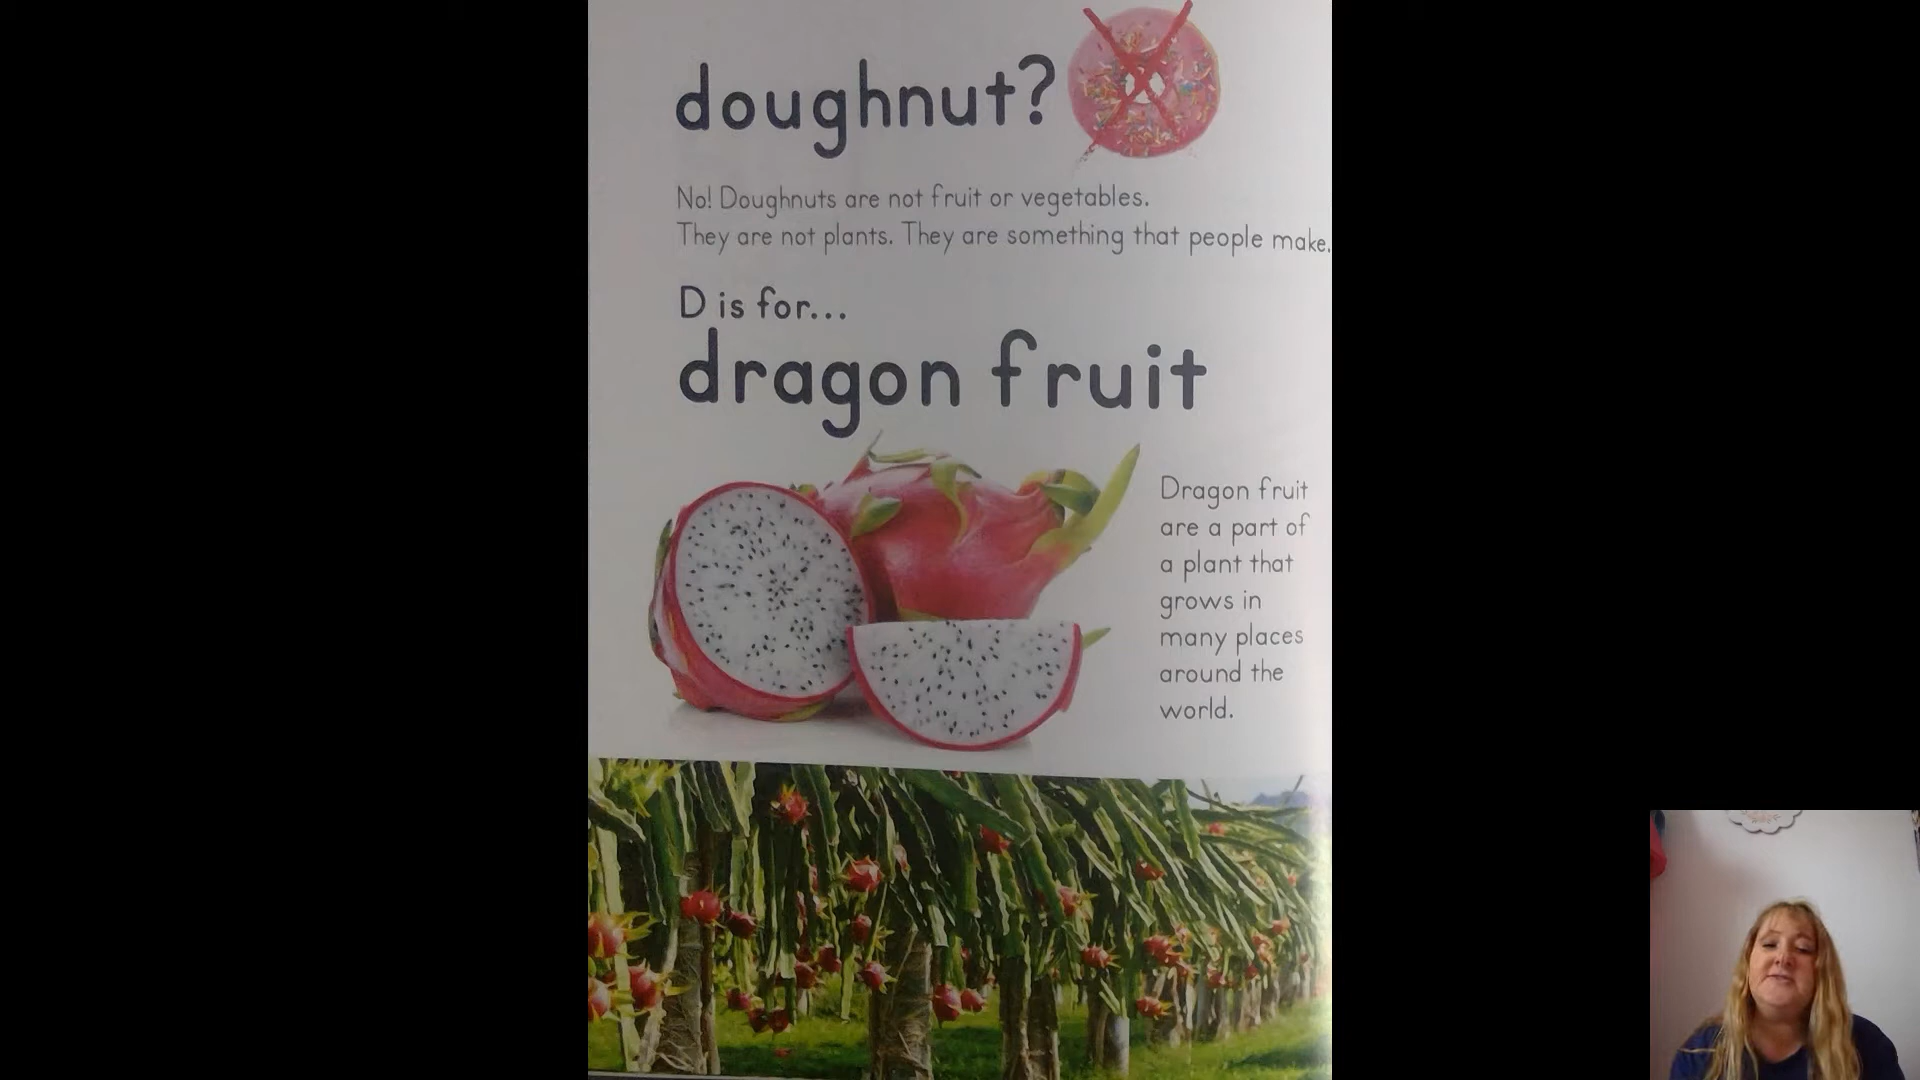 doughnut?
No! Doughnuts are not fruit or vegetables.
They are not plants. They are something that people make.
D is for...
dragon fruit
Dragon fruit
are a part of
a plant that
grows in
many places
around the
world.